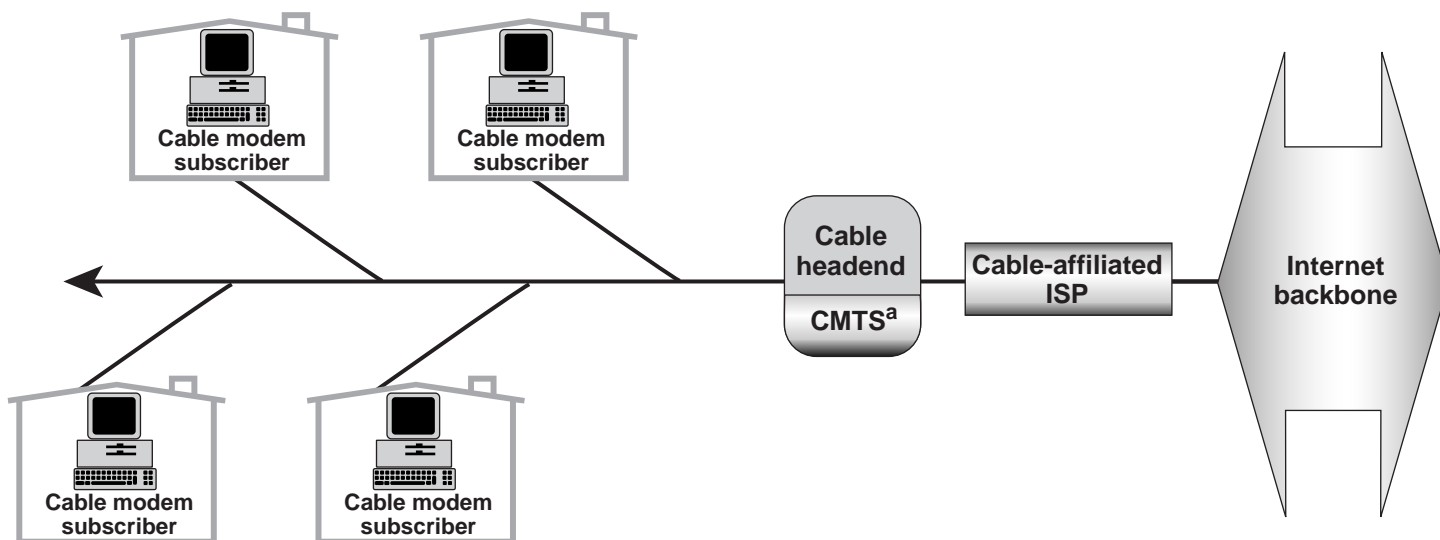 Cable modem
subscriber
Cable modem
subscriber
Cable
headend
CMTSa
Cable-affiliated
ISP
Internet
backbone
Cable modem
subscriber
Cable modem
subscriber